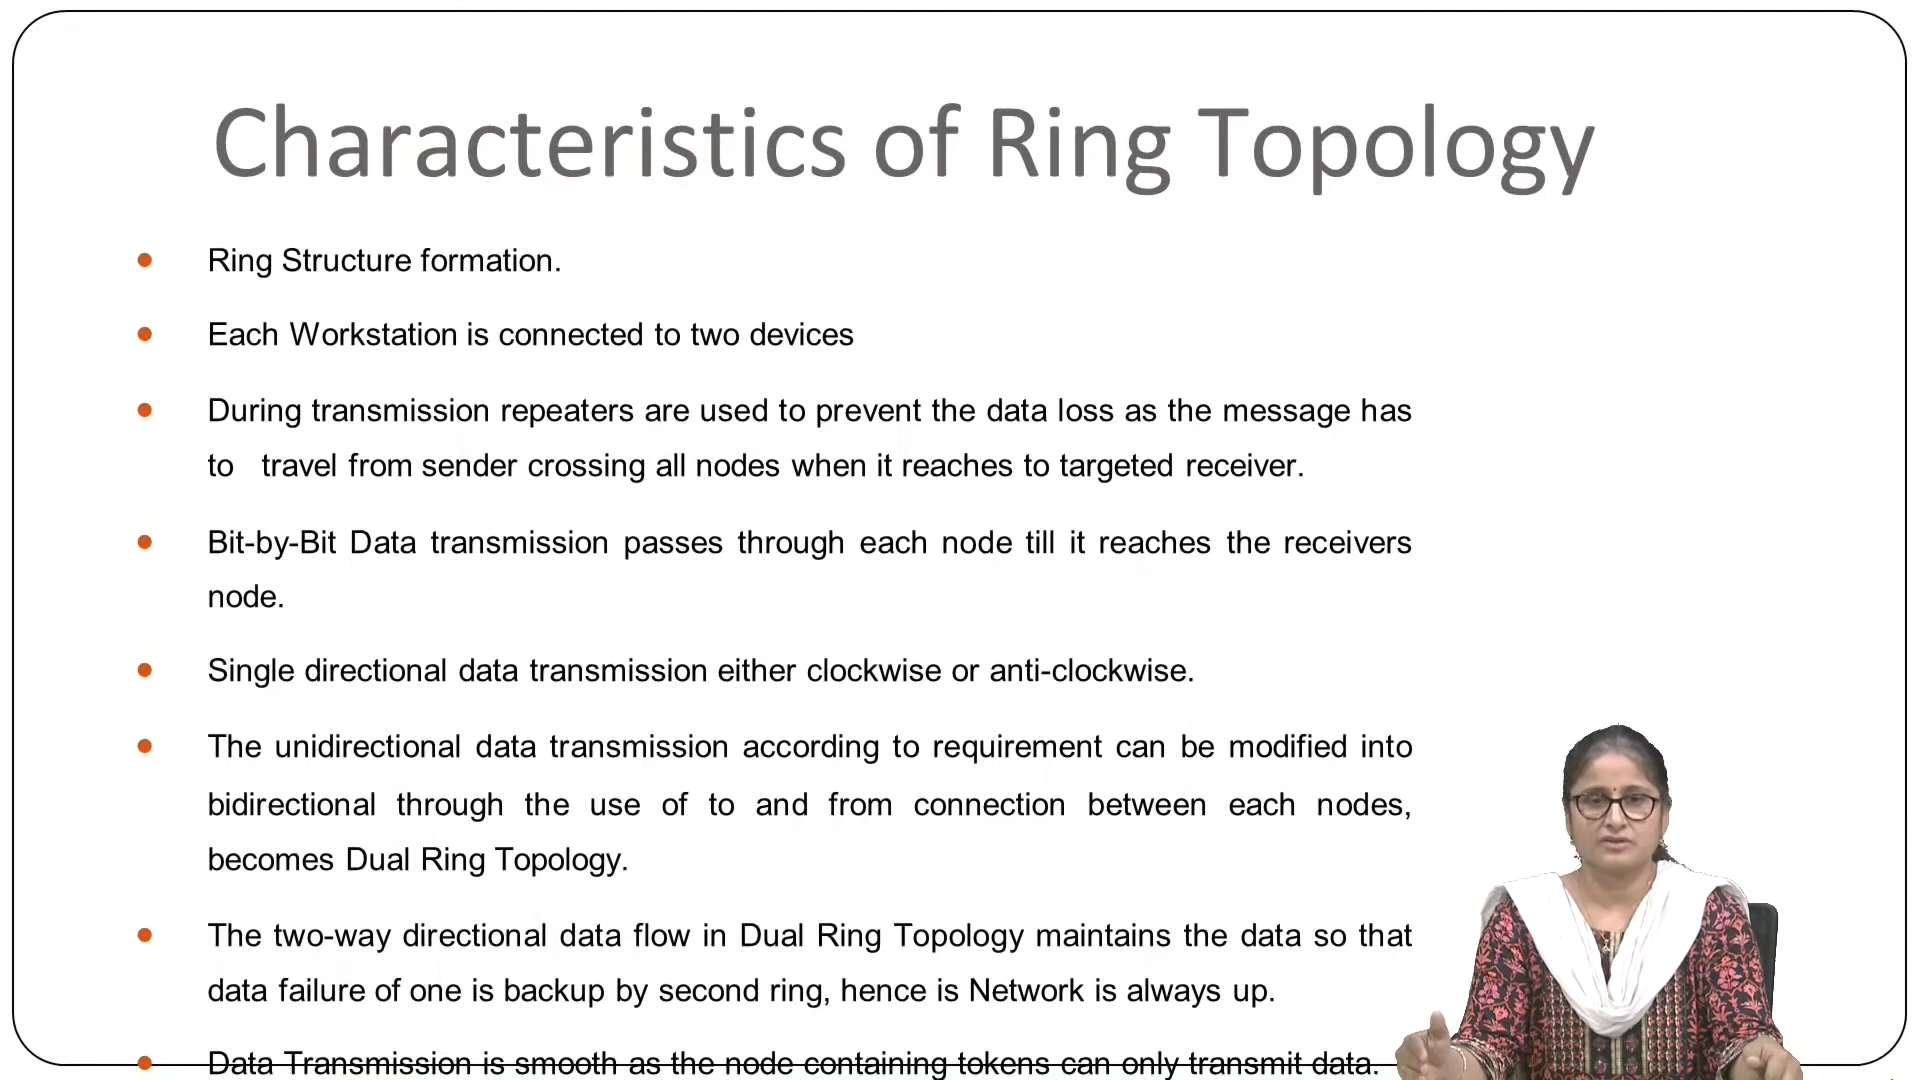 Characteristics of Ring Topology
Ring Structure formation.
Each Workstation is connected to two devices
During transmission repeaters are used to prevent the data loss as the message has
to travel from sender crossing all nodes when it reaches to targeted receiver.
Bit-by-Bit Data transmission passes through each node till it reaches the receivers
node.
Single directional data transmission either clockwise or anti-clockwise.
The unidirectional data transmission according to requirement can be modified into
bidirectional through the use of to and from connection between each nodes,
becomes Dual Ring Topology.
The two-way directional data flow in Dual Ring Topology maintains the data so that
data failure of one is backup by second ring, hence is Network is always up.
Data Transmission is smooth as the node containing tokens can only transmit data.